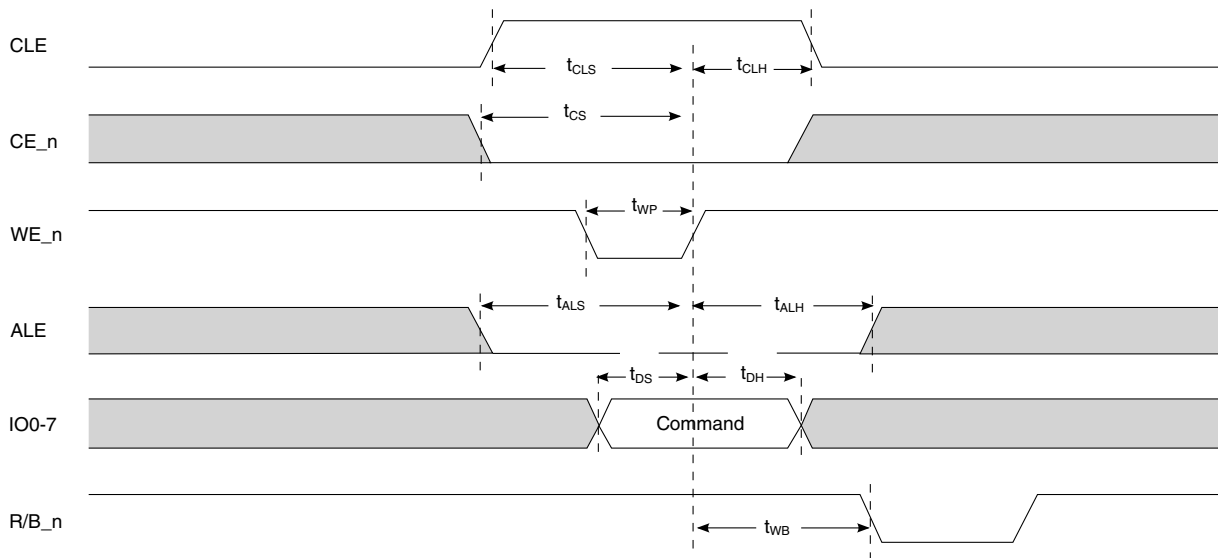 CLE
tCLS
tCLH
CE_n
tCS
WE_n
tWP
ALE
tALS
tALH
IO0-7
tDS
tDH
Command
R/B_n
tWB